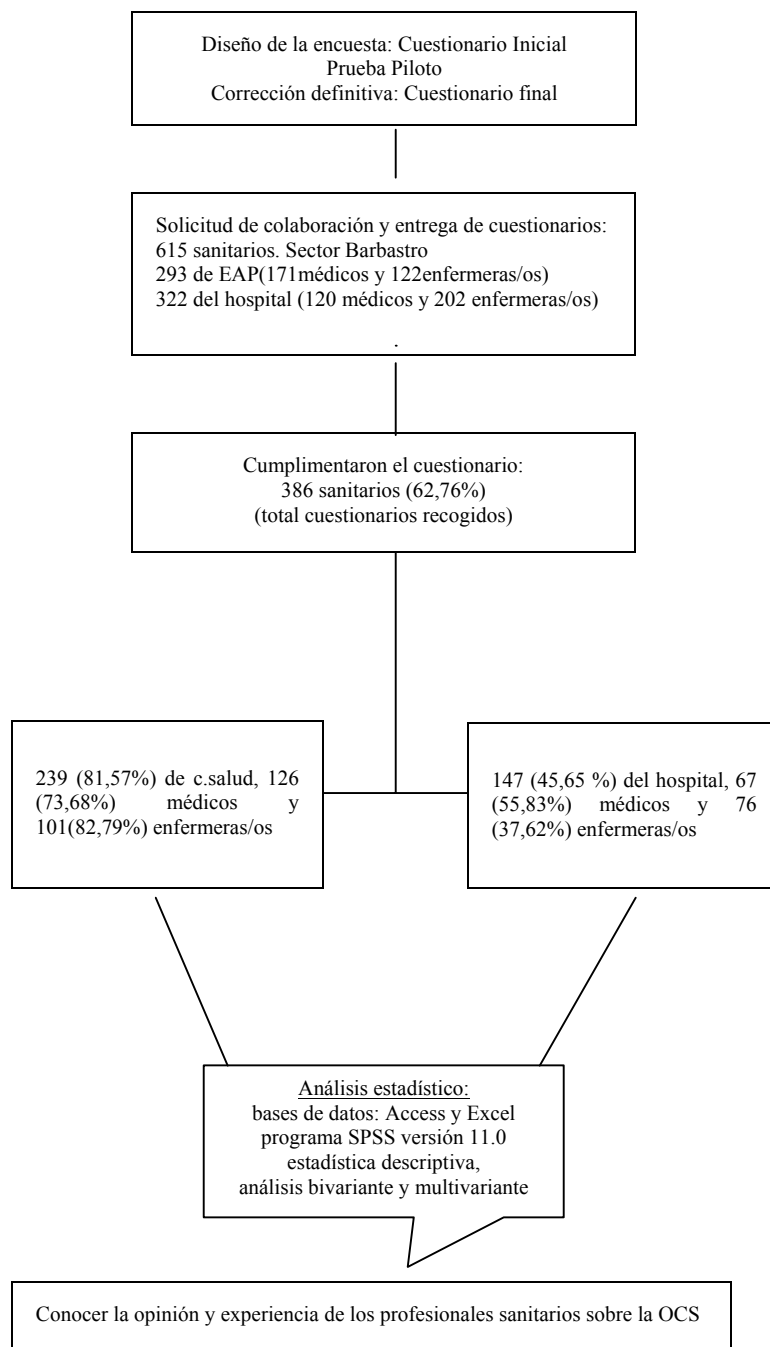 Diseño de la encuesta: Cuestionario Inicial
Prueba Piloto
Corrección definitiva: Cuestionario final
Solicitud de colaboración y entrega de cuestionarios:
615 sanitarios. Sector Barbastro
293 de EAP(171médicos y 122enfermeras/os)
322 del hospital (120 médicos y 202 enfermeras/os)
.
Cumplimentaron el cuestionario:
386 sanitarios (62,76%)
(total cuestionarios recogidos)
239 (81,57%) de c.salud, 126
(73,68%) médicos y
101(82,79%) enfermeras/os
147 (45,65 %) del hospital, 67
(55,83%) médicos y 76
(37,62%) enfermeras/os
Análisis estadístico:
bases de datos: Access y Excel
programa SPSS versión 11.0
estadística descriptiva,
análisis bivariante y multivariante
Conocer la opinión y experiencia de los profesionales sanitarios sobre la OCS